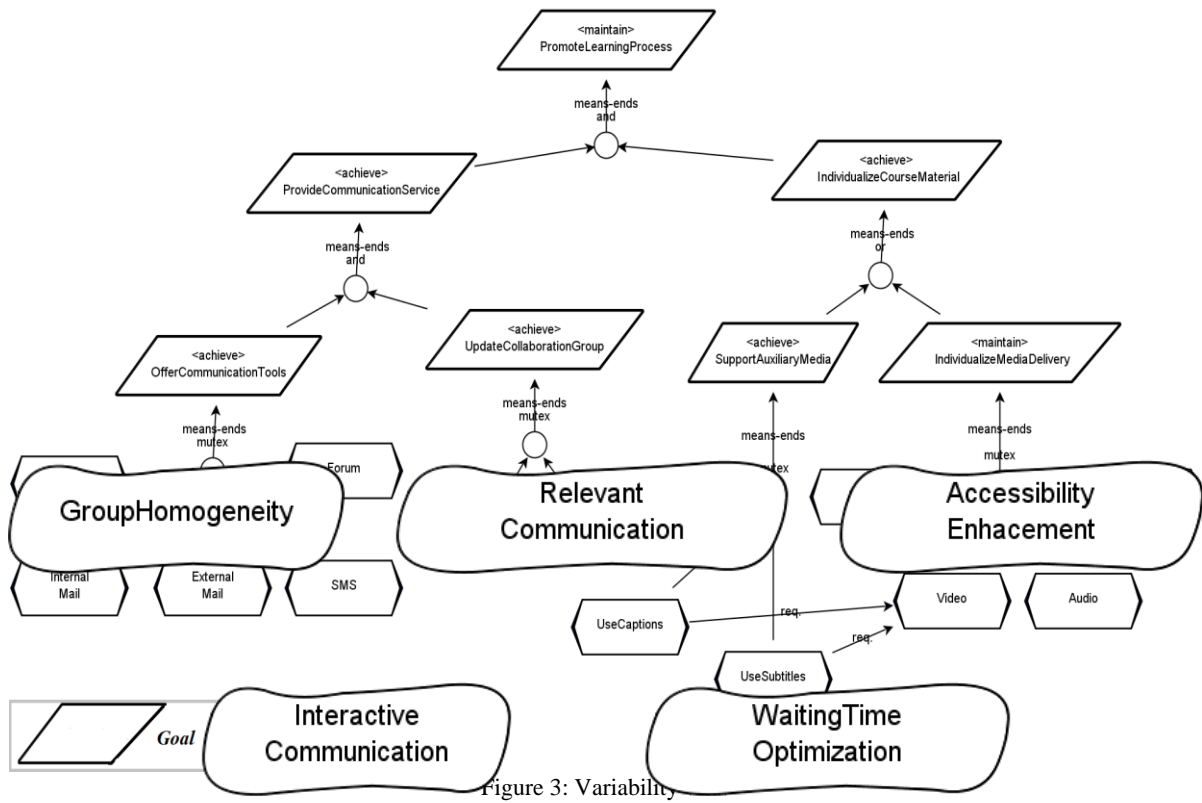 <maintain>
PromoteLearningProcess
means-ends
and
<achieve>
ProvideCommunicationService
<achieve>
IndividualizeCourseMaterial
means-ends
and
means-ends
or
<achieve>
OfferCommunicationTools
<achieve>
UpdateCollaborationGroup
<achieve>
SupportAuxiliaryMedia
<maintain>
IndividualizeMediaDelivery
means-ends
mutex
means-ends
mutex
means-ends
mutex
means-ends
mutex
Forum
GroupHomogeneity
Relevant
Communication
Accessibility
Enhacement
Internal
Mail
External
Mail
SMS
UseCaptions
req.
Video
Audio
req.
UseSubtitles
Goal
Interactive
Communication
WaitingTime
Optimization
Figure 3: Variability